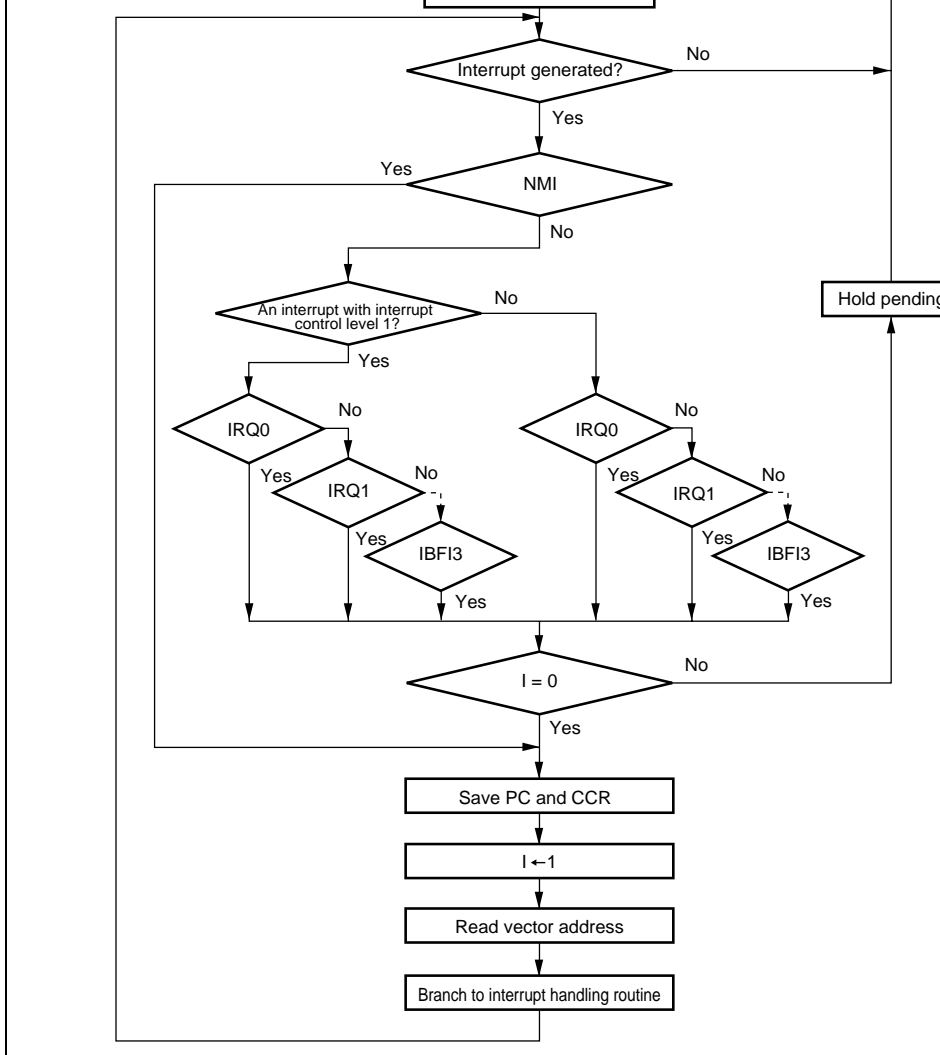 Interrupt generated?
No
Yes
Yes
NMI
No
An interrupt with interrupt
control level 1?
No
Hold pending
Yes
IRQ0
No
IRQ0
No
Yes
IRQ1
No
Yes
IRQ1
No
Yes
IBFI3
Yes
IBFI3
Yes
Yes
I = 0
No
Yes
Save PC and CCR
I ←1
Read vector address
Branch to interrupt handling routine